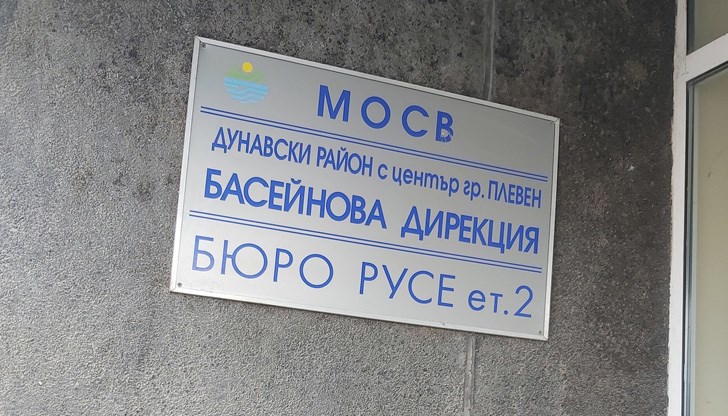 МОСВ
ДУНАВСКИ РАЙОН с център гр. ПЛЕВЕН
БАСЕЙНОВА ДИРЕКЦИЯ
БЮРО РУСЕ ет.2